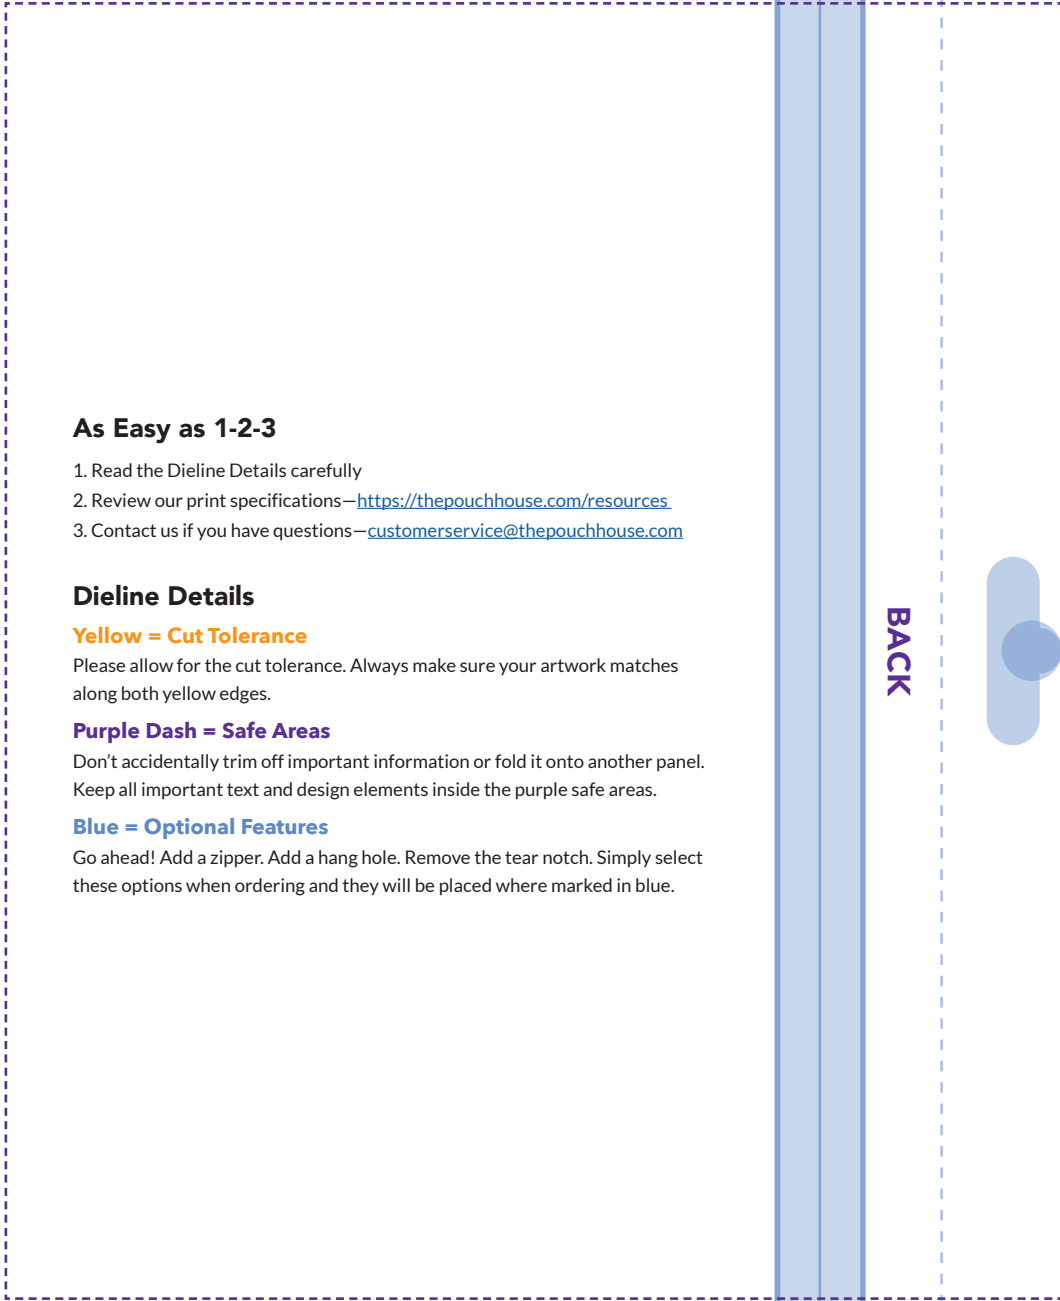 As Easy as 1-2-3
1. Read the Dieline Details carefully
2. Review our print specifications—https://thepouchhouse.com/resources
3. Contact us if you have questions—customerservice@thepouchhouse.com
Dieline Details
Yellow = Cut Tolerance
Please allow for the cut tolerance. Always make sure your artwork matches
along both yellow edges.
Purple Dash = Safe Areas
Don’t accidentally trim off important information or fold it onto another panel.
Keep all important text and design elements inside the purple safe areas.
Blue = Optional Features
Go ahead! Add a zipper. Add a hang hole. Remove the tear notch. Simply select
these options when ordering and they will be placed where marked in blue.
BACK